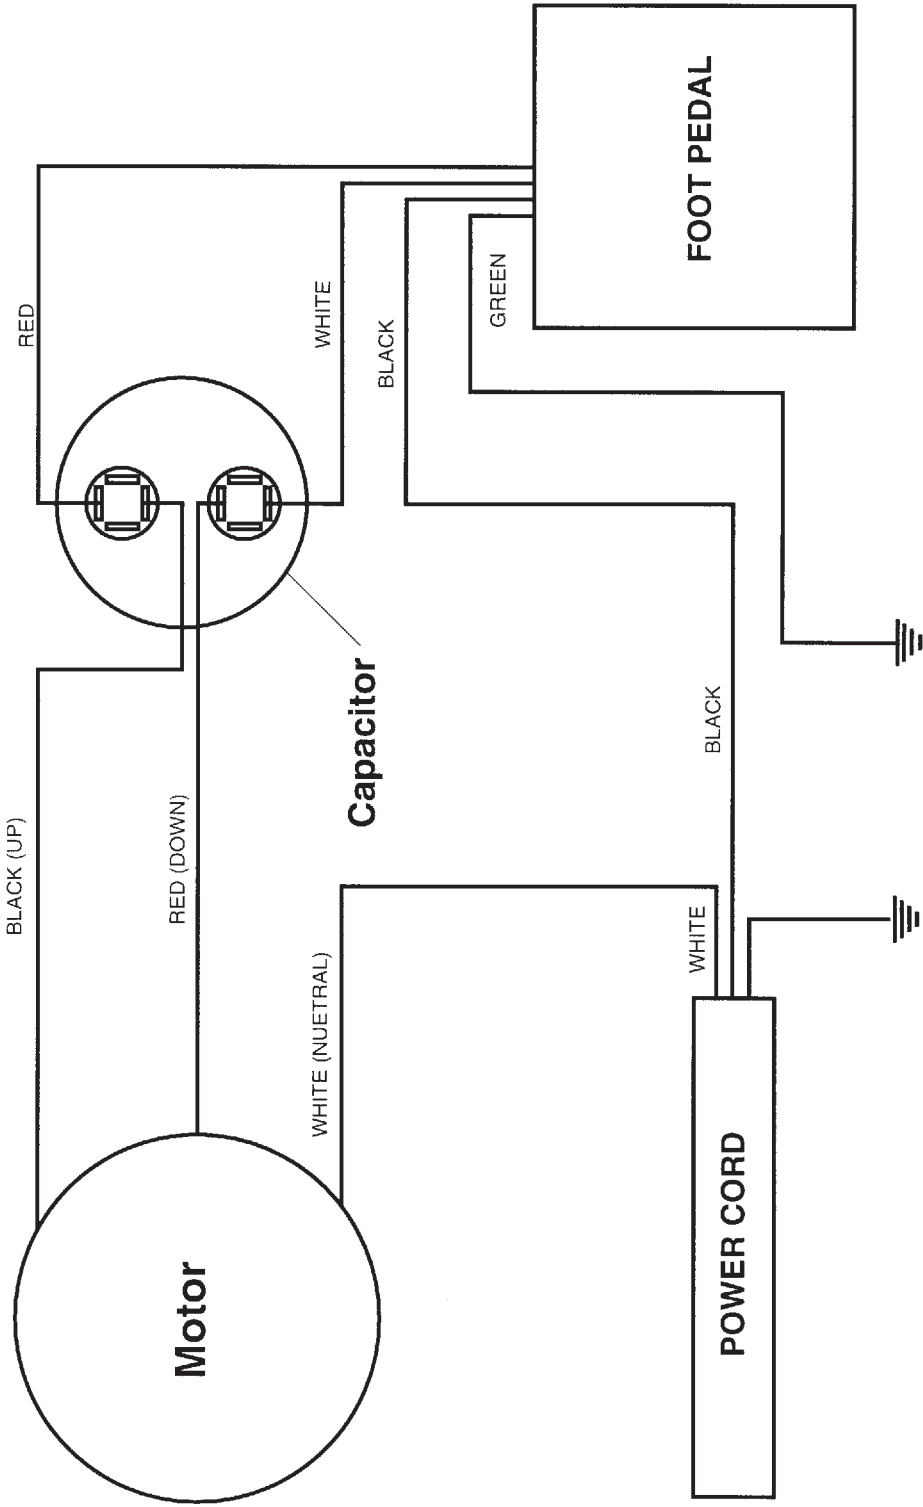 BLACK (UP)
RED
RED (DOWN)
WHITE
WHITE (NUETRAL)
Capacitor
BLACK
GREEN
Motor
WHITE
BLACK
FOOT PEDAL
POWER CORD